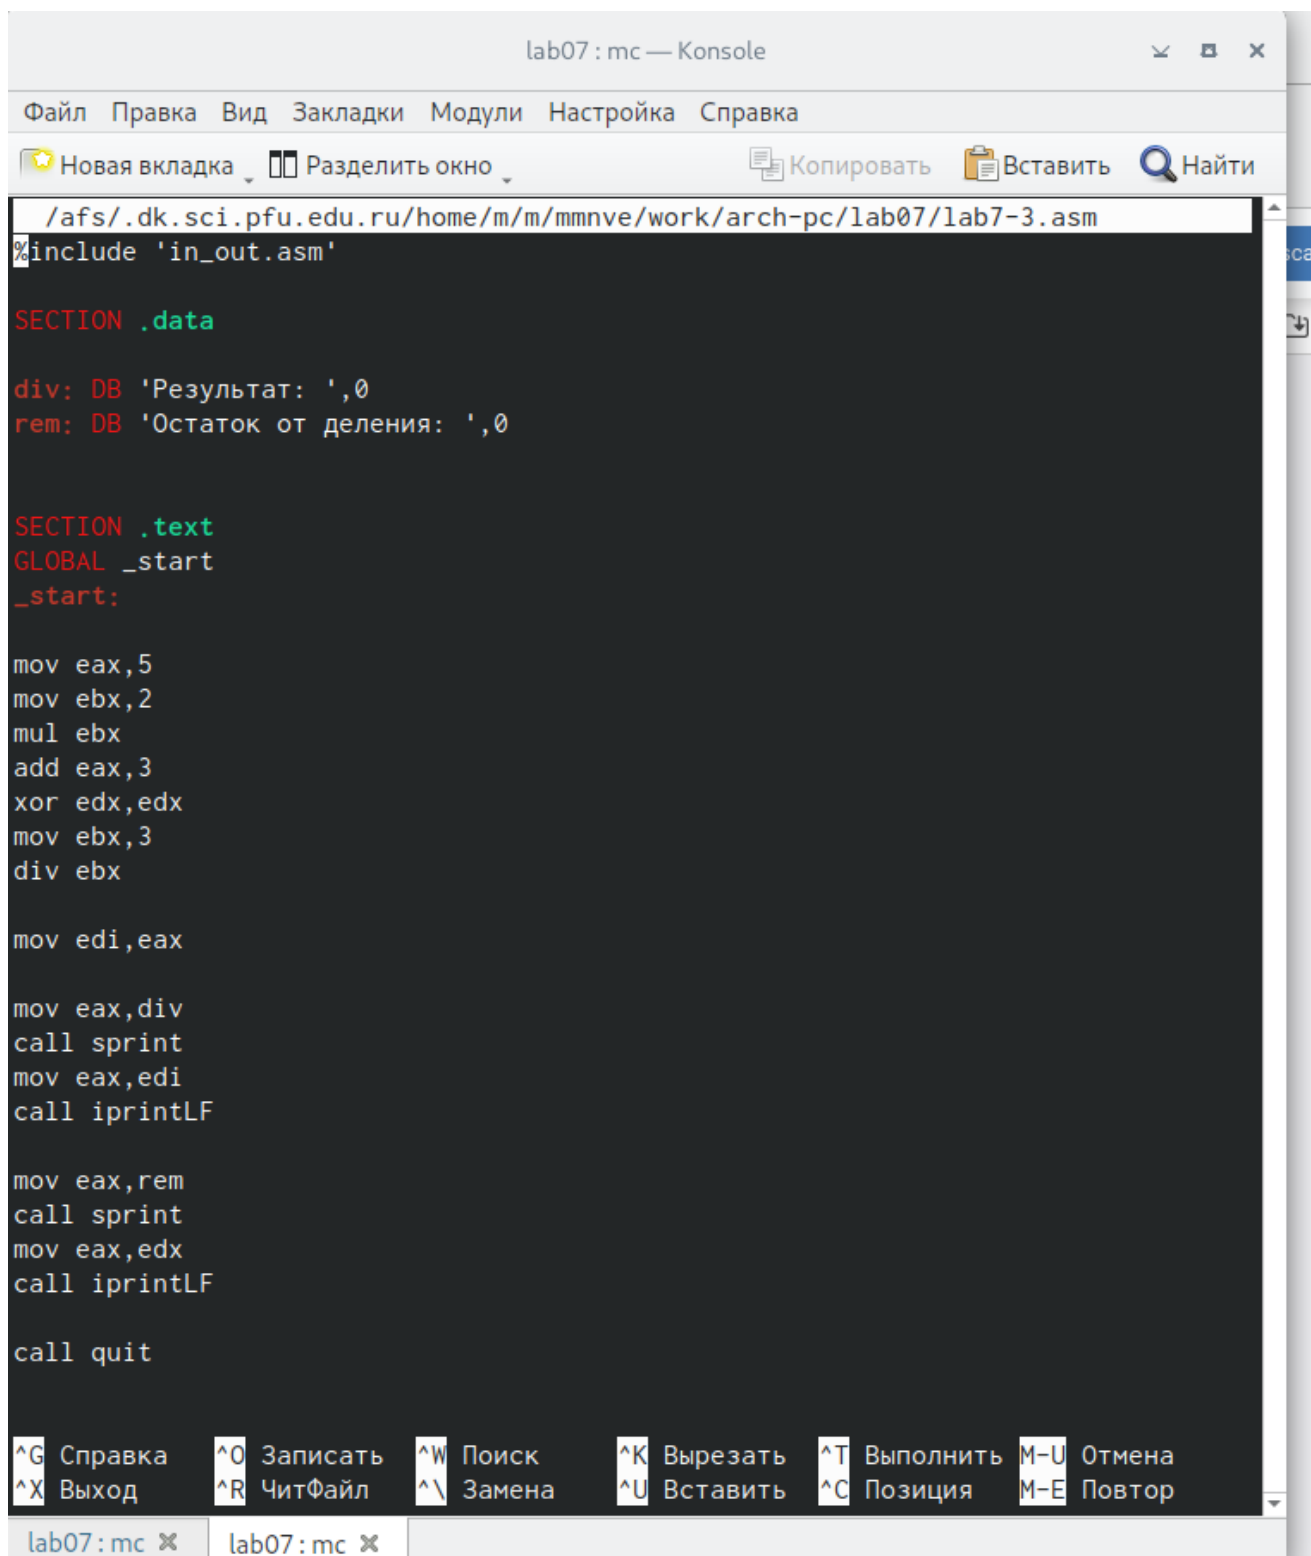 lab07 : mc — Konsole
Файл Правка Вид Закладки Модули Настройка Справка
Новая вкладка Разделить окно Копировать Вставить Найти
/afs/.dk.sci.pfu.edu.ru/home/m/m/mmnve/work/arch-pc/lab07/lab7-3.asm
%include 'in_out.asm'
SECTION .data
div: DB 'Результат: ',0
rem: DB 'Остаток от деления: ',0
SECTION .text
GLOBAL _start
_start:
mov eax,5
mov ebx,2
mul ebx
add eax,3
xor edx,edx
mov ebx,3
div ebx
mov edi,eax
mov eax,div
call sprint
mov eax,edi
call iprintLF
mov eax,rem
call sprint
mov eax,edx
call iprintLF
call quit
^G Справка ^O Записать ^W Поиск ^K Вырезать ^T Выполнить M-U Отмена
^X Выход ^R ЧитФайл ^\ Замена ^U Вставить ^C Позиция M-E Повтор
lab07 : mc lab07 : mc